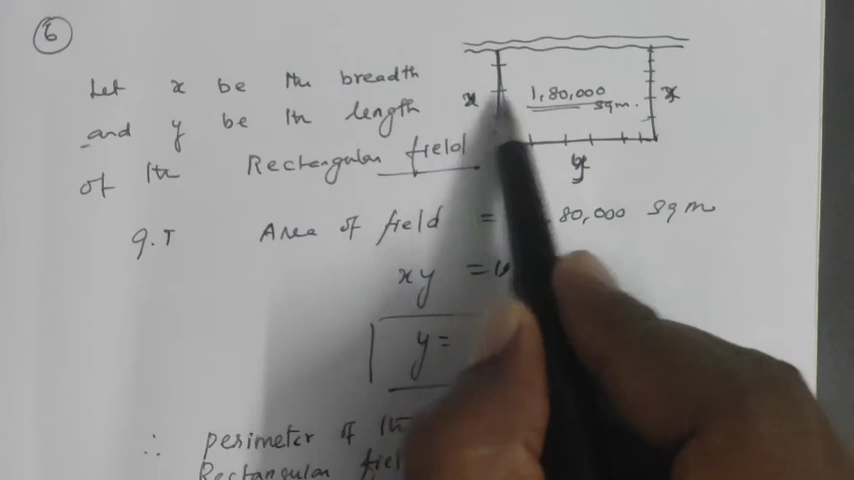 6
Let x be the breadth
and y be the length
of the Rectangular field
x
1,80,000
sqm.
x
y
G.T Area of field = 80,000 sqm
xy =
y =
∴ perimeter of the
Rectangular fiel